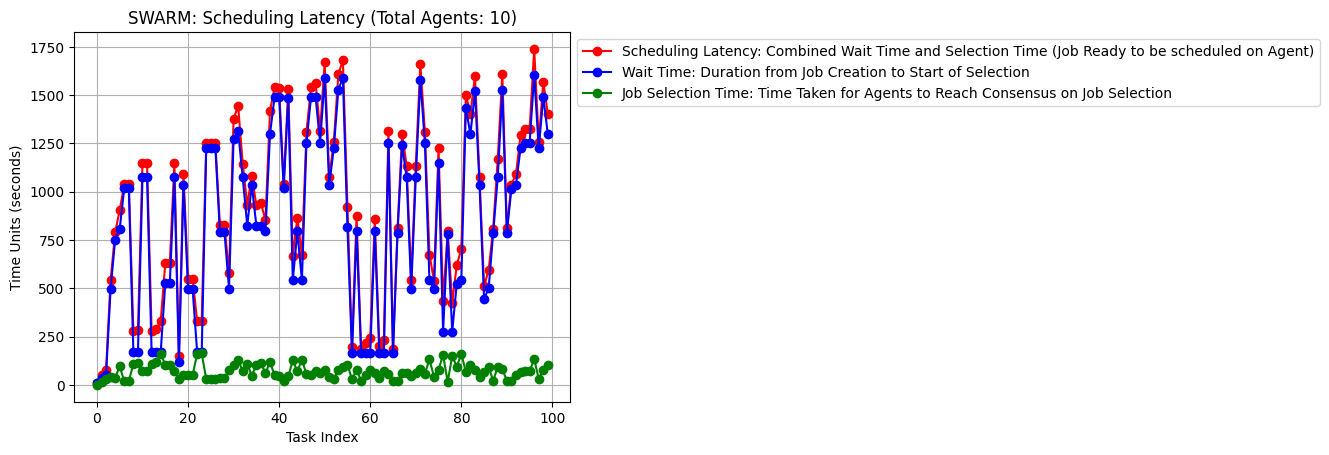 SWARM: Scheduling Latency (Total Agents: 10)
Scheduling Latency: Combined Wait Time and Selection Time (Job Ready to be scheduled on Agent)
Wait Time: Duration from Job Creation to Start of Selection
Job Selection Time: Time Taken for Agents to Reach Consensus on Job Selection
Time Units (seconds)
1750
1500
1250
1000
750
500
250
0
0 20 40 60 80 100
Task Index